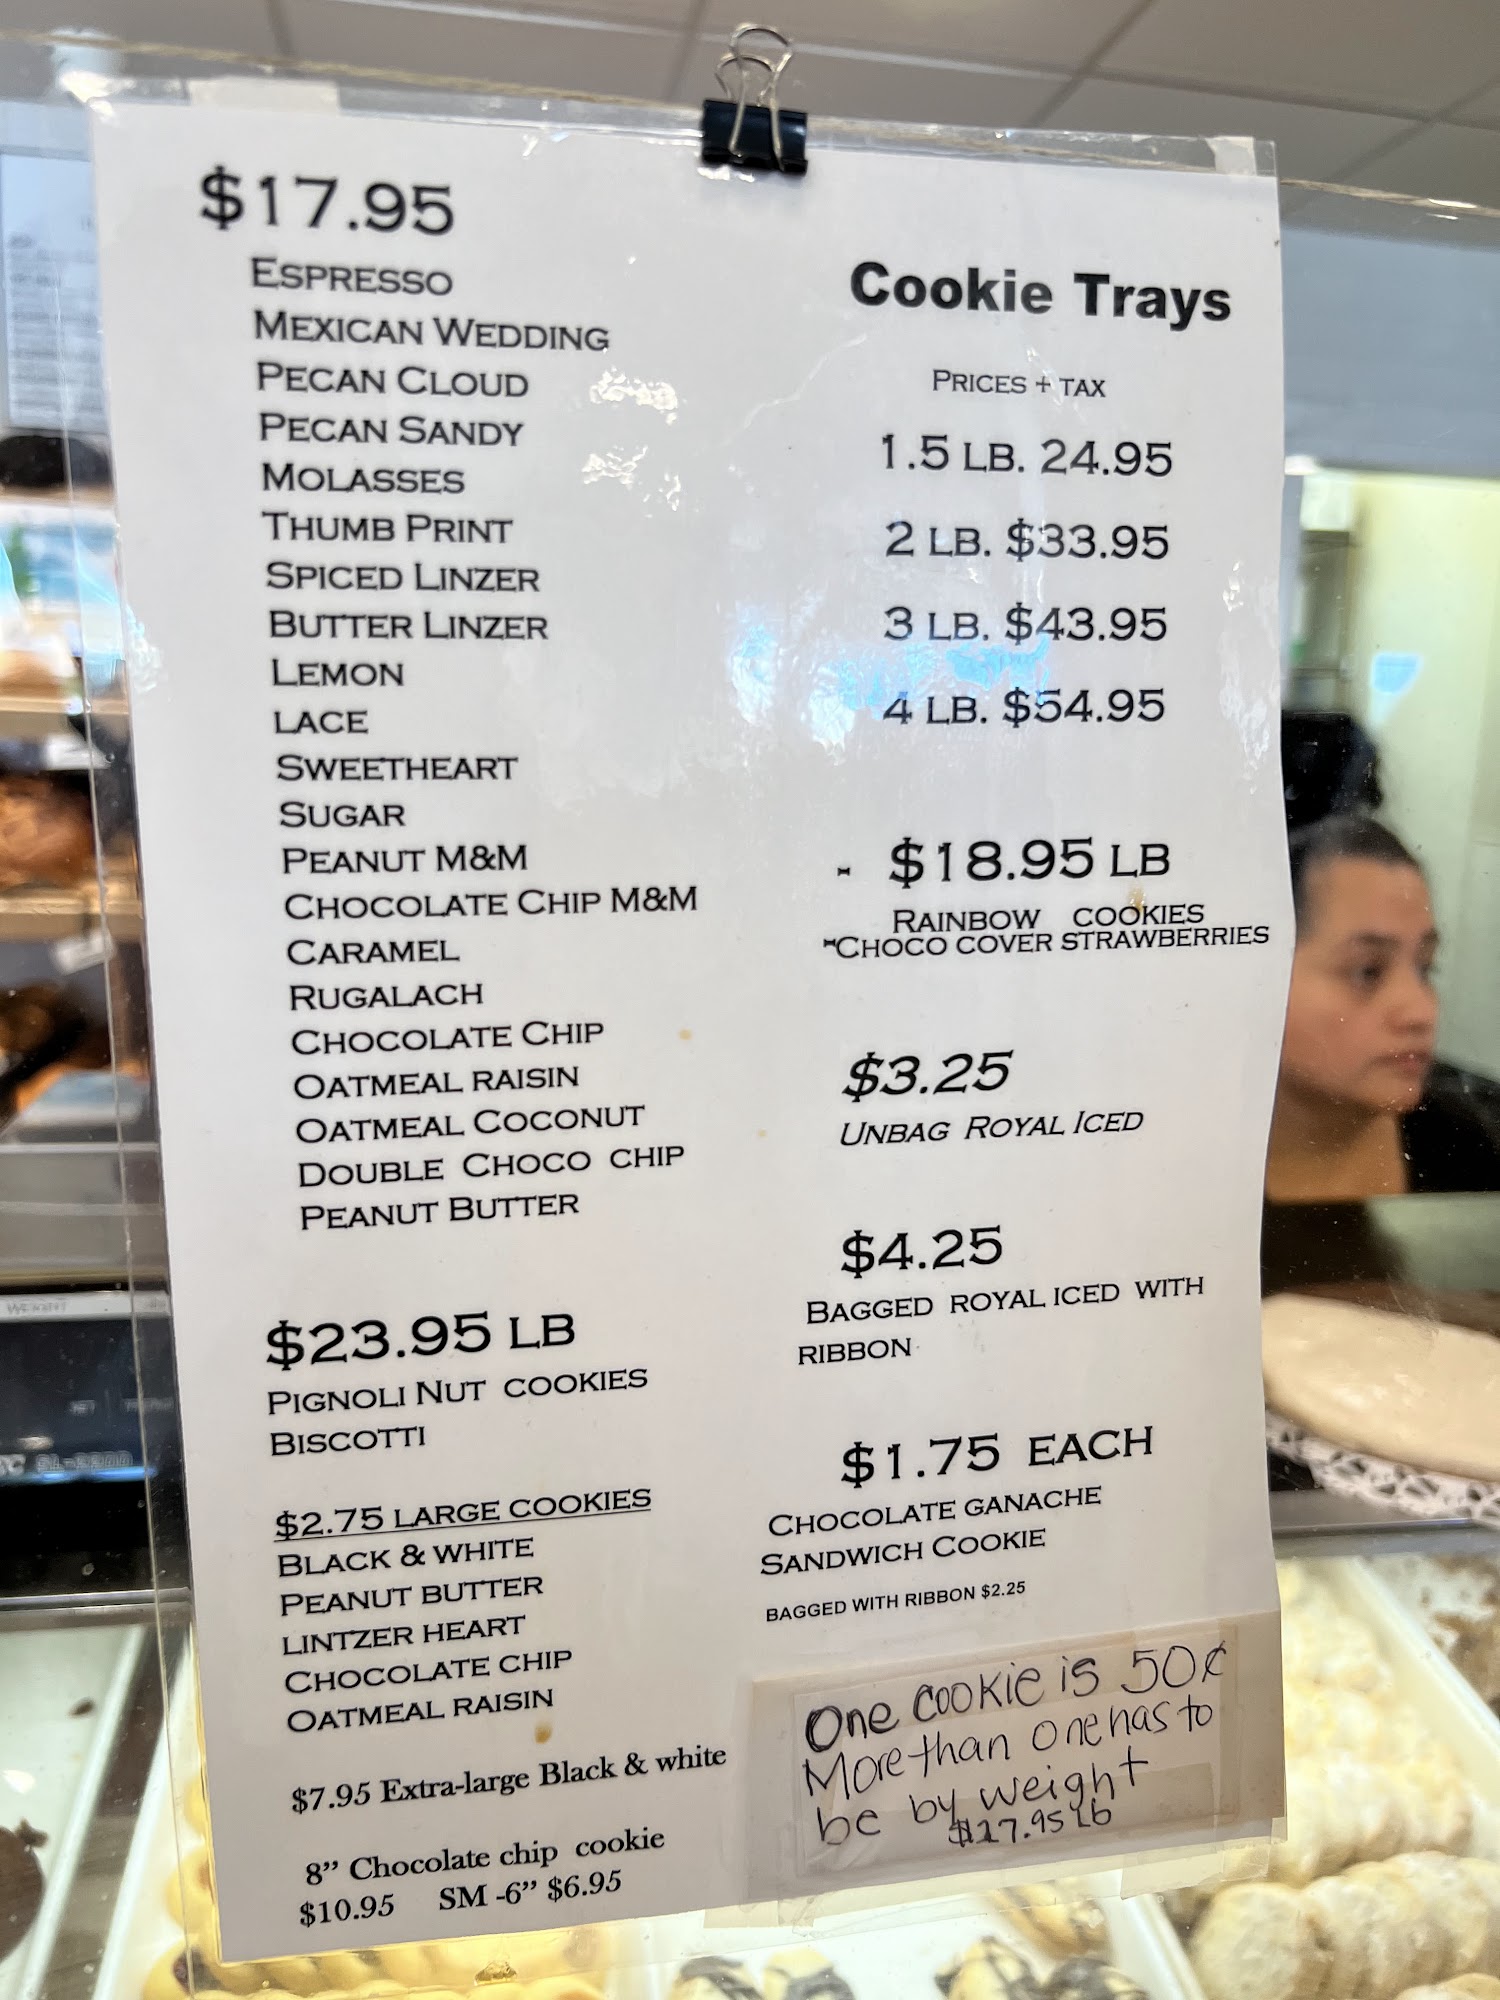 $17.95
ESPRESSO
MEXICAN WEDDING
PECAN CLOUD
PECAN SANDY
MOLASSES
THUMB PRINT
SPICED LINZER
BUTTER LINZER
LEMON
LACE
SWEETHEART
SUGAR
PEANUT M&M
CHOCOLATE CHIP M&M
CARAMEL
RUGALACH
CHOCOLATE CHIP
OATMEAL RAISIN
OATMEAL COCONUT
DOUBLE CHOCO CHIP
PEANUT BUTTER
$23.95 LB
PIGNOLI NUT COOKIES
BISCOTTI
$2.75 LARGE COOKIES
BLACK & WHITE
PEANUT BUTTER
LINTZER HEART
CHOCOLATE CHIP
OATMEAL RAISIN
$7.95 Extra-large Black & white
8” Chocolate chip cookie
$10.95 SM -6” $6.95
Cookie Trays
PRICES + TAX
1.5 LB. 24.95
2 LB. $33.95
3 LB. $43.95
4 LB. $54.95
- $18.95 LB
RAINBOW COOKIES
"CHOCO COVER STRAWBERRIES
$3.25
UNBAG ROYAL ICED
$4.25
BAGGED ROYAL ICED WITH
RIBBON
$1.75 EACH
CHOCOLATE GANACHE
SANDWICH COOKIE
BAGGED WITH RIBBON $2.25
One cookie is 50¢
More than one has to
be by weight
$17.95 lb
WEIGHT